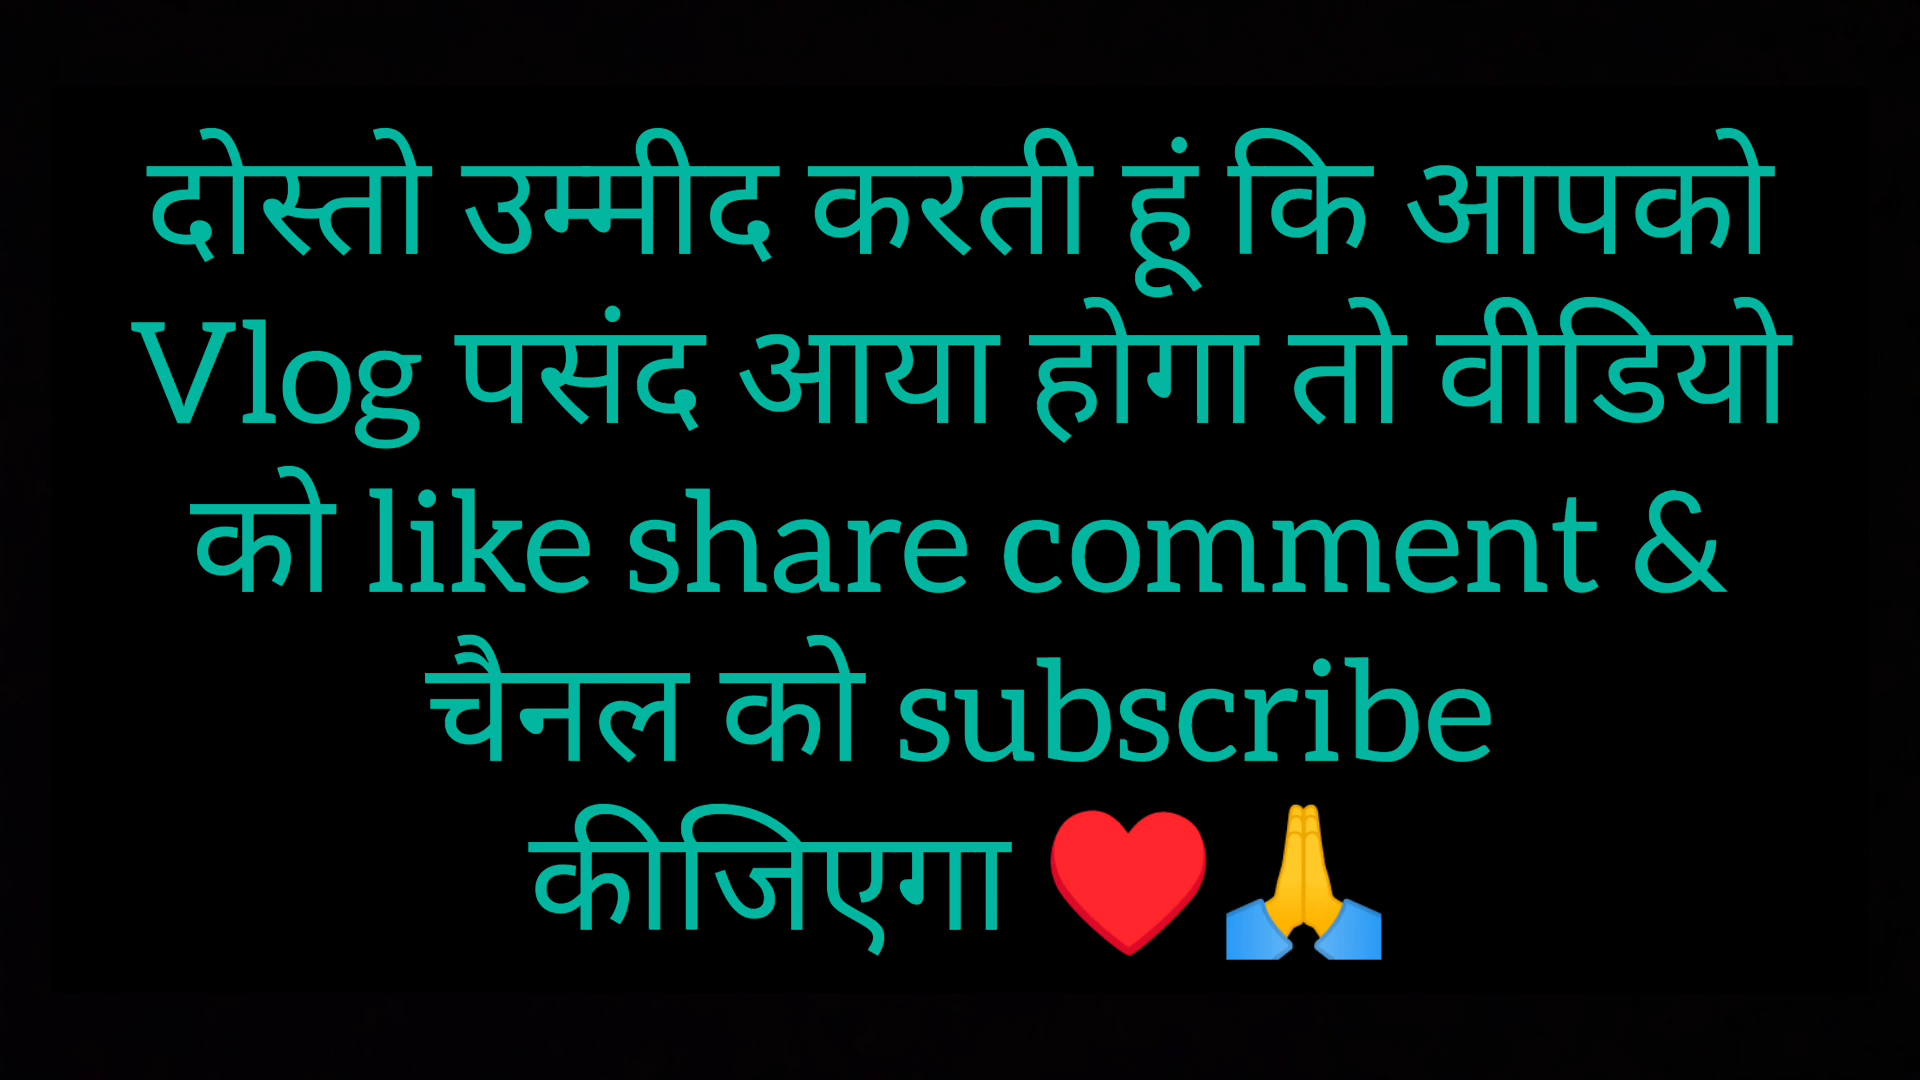 दोस्तो उम्मीद करती हूं कि आपको
Vlog पसंद आया होगा तो वीडियो
को like share comment &
चैनल को subscribe
कीजिएगा ♥️🙏